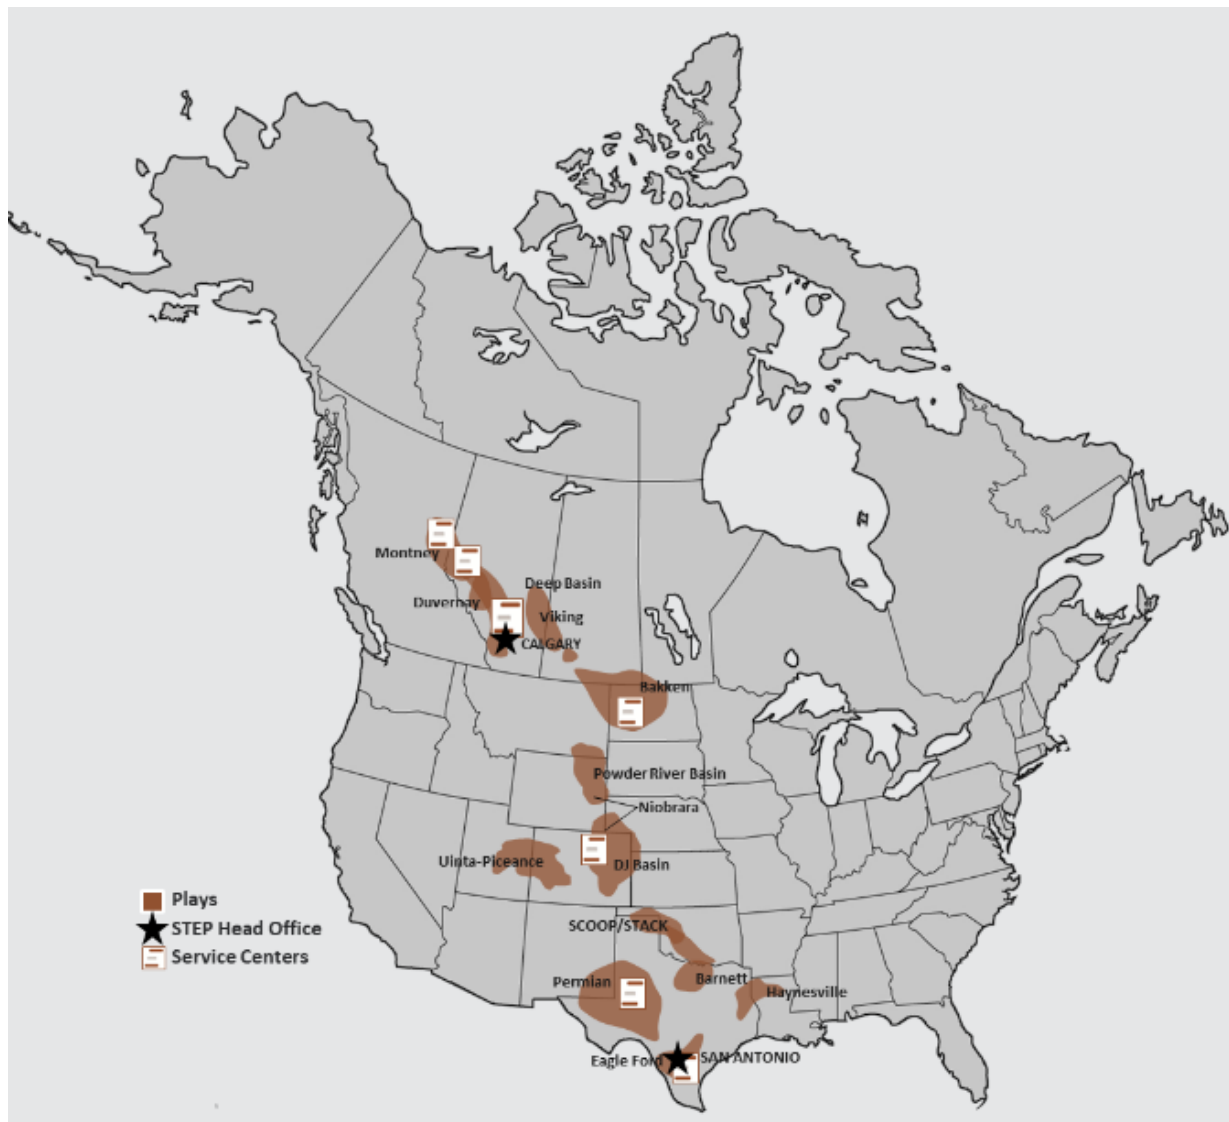 Montney
Deep Basin
Duvernay
Viking
CALGARY
Bakken
Powder River Basin
Niobrara
Uinta-Piceance
DJ Basin
Plays
STEP Head Office
Service Centers
SCOOP/STACK
Permian
Barnett
Haynesville
Eagle Ford
SAN ANTONIO